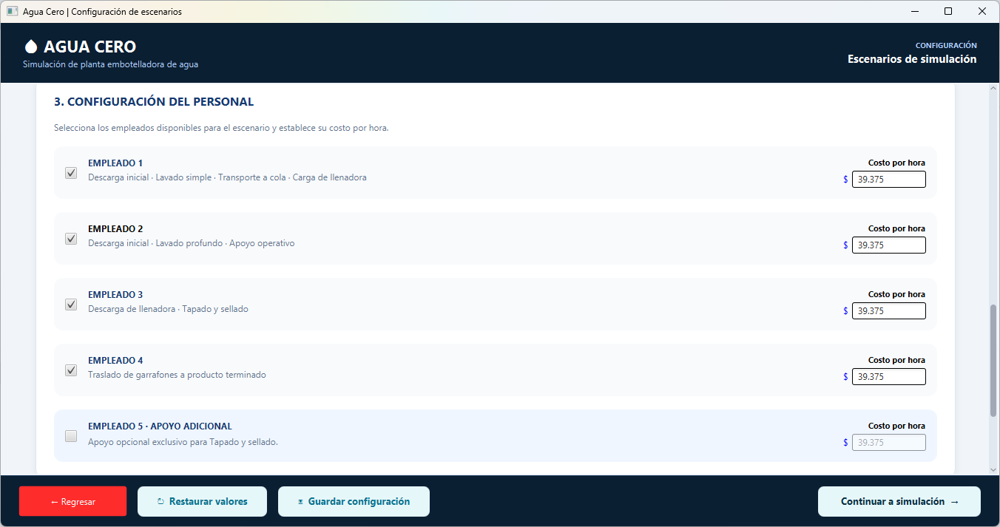 Agua Cero | Configuración de escenarios
AGUA CERO
Simulación de planta embotelladora de agua
CONFIGURACIÓN
Escenarios de simulación
3. CONFIGURACIÓN DEL PERSONAL
Selecciona los empleados disponibles para el escenario y establece su costo por hora.
EMPLEADO 1
Descarga inicial · Lavado simple · Transporte a cola · Carga de llenadora
Costo por hora
$ 39.375
EMPLEADO 2
Descarga inicial · Lavado profundo · Apoyo operativo
Costo por hora
$ 39.375
EMPLEADO 3
Descarga de llenadora · Tapado y sellado
Costo por hora
$ 39.375
EMPLEADO 4
Traslado de garrafones a producto terminado
Costo por hora
$ 39.375
EMPLEADO 5 · APOYO ADICIONAL
Apoyo opcional exclusivo para Tapado y sellado.
Costo por hora
$ 39.375
← Regresar
↻ Restaurar valores
Guardar configuración
Continuar a simulación →